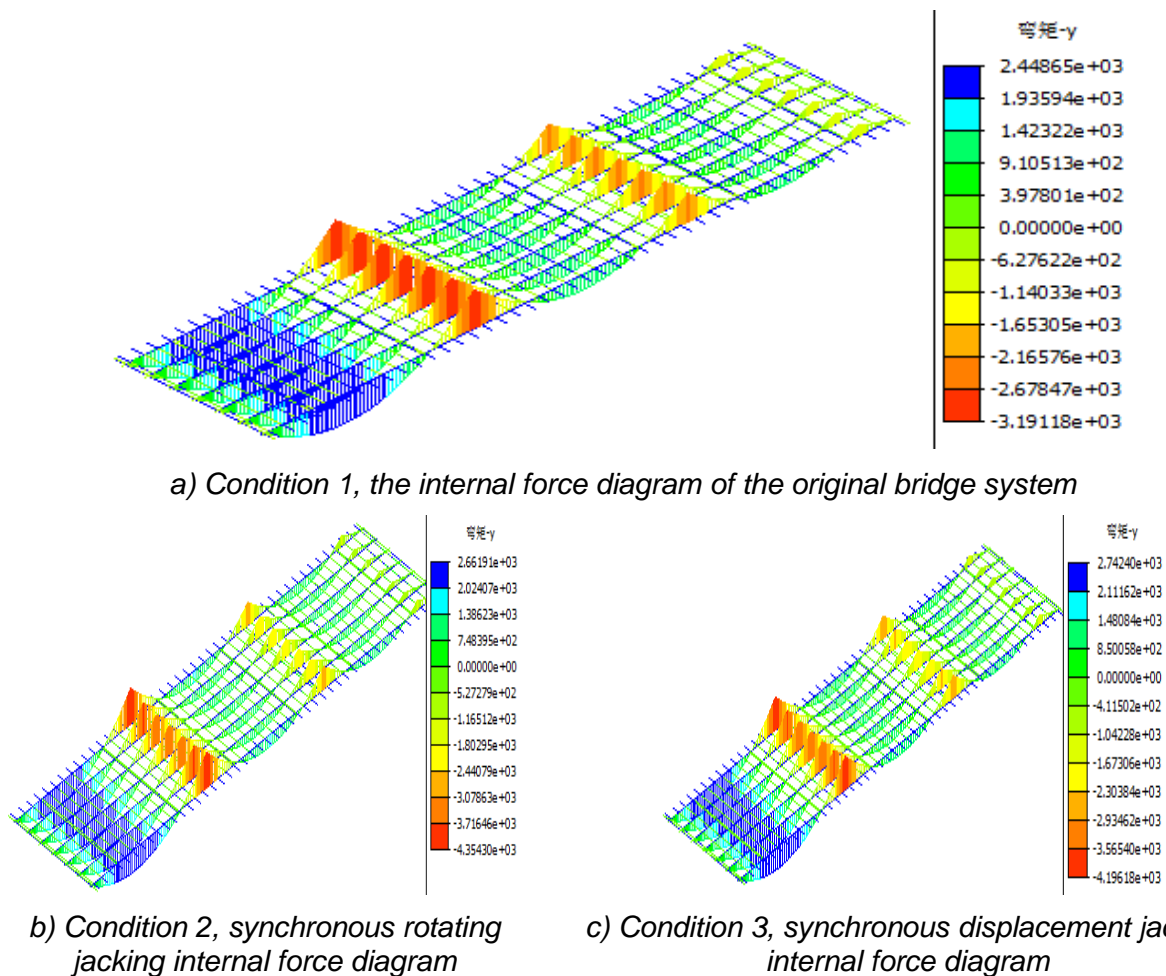 弯矩-y
2.44865e+03
1.93594e+03
1.42322e+03
9.10513e+02
3.97801e+02
0.00000e+00
-6.27622e+02
-1.14033e+03
-1.65305e+03
-2.16576e+03
-2.67847e+03
-3.19118e+03
a) Condition 1, the internal force diagram of the original bridge system
弯矩-y
2.66191e+03
2.02407e+03
1.38623e+03
7.48395e+02
0.00000e+00
-5.27279e+02
-1.16512e+03
-1.80295e+03
-2.44079e+03
-3.07863e+03
-3.71646e+03
-4.35430e+03
弯矩-y
2.74240e+03
2.11162e+03
1.48084e+03
8.50058e+02
0.00000e+00
-4.11502e+02
-1.04228e+03
-1.67306e+03
-2.30384e+03
-2.93462e+03
-3.56540e+03
-4.19618e+03
b) Condition 2, synchronous rotating
jacking internal force diagram
c) Condition 3, synchronous displacement jac
internal force diagram